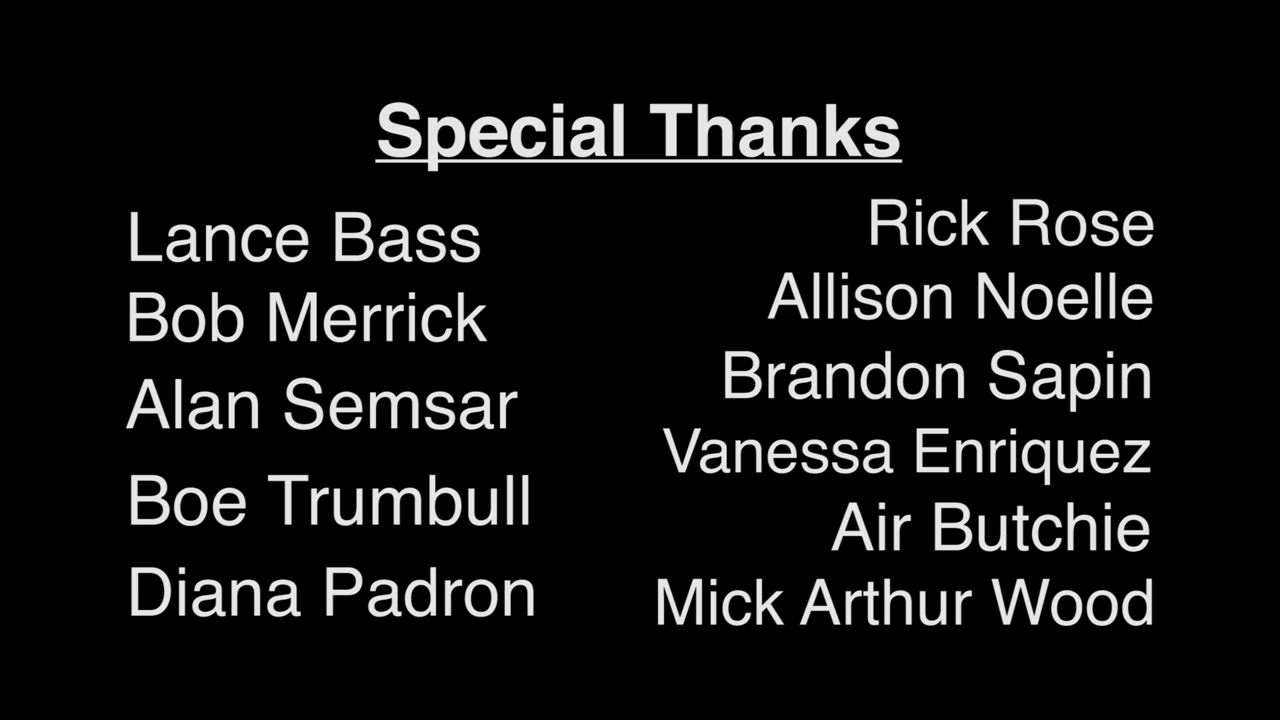 Special Thanks
Lance Bass
Bob Merrick
Alan Semsar
Boe Trumbull
Diana Padron
Rick Rose
Allison Noelle
Brandon Sapin
Vanessa Enriquez
Air Butchie
Mick Arthur Wood